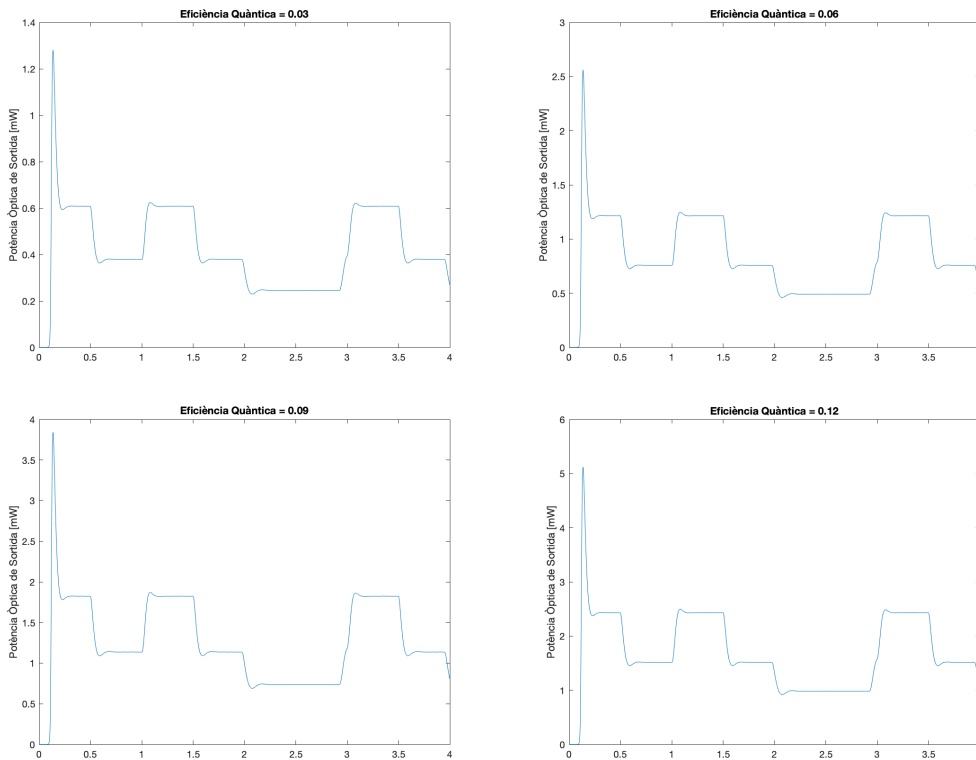 Eficiència Quàntica = 0.03
Potència Òptica de Sortida [mW]
1.4
1.2
1
0.8
0.6
0.4
0.2
0
0 0.5 1 1.5 2 2.5 3 3.5 4
Eficiència Quàntica = 0.06
Potència Òptica de Sortida [mW]
3
2.5
2
1.5
1
0.5
0
0 0.5 1 1.5 2 2.5 3 3.5
Eficiència Quàntica = 0.09
Potència Òptica de Sortida [mW]
4
3.5
3
2.5
2
1.5
1
0.5
0
0 0.5 1 1.5 2 2.5 3 3.5 4
Eficiència Quàntica = 0.12
Potència Òptica de Sortida [mW]
6
5
4
3
2
1
0
0 0.5 1 1.5 2 2.5 3 3.5